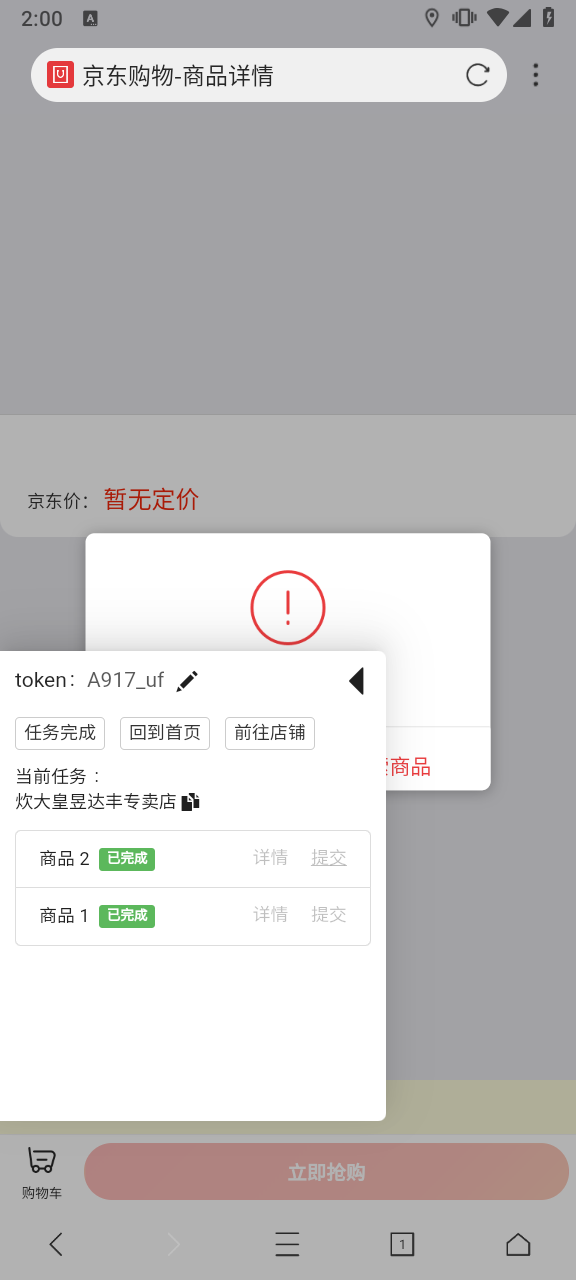 2:00
京东购物-商品详情
京东价： 暂无定价
token： A917_uf
任务完成 回到首页 前往店铺
商品
当前任务：
炊大皇昱达丰专卖店
商品 2 已完成 详情 提交
商品 1 已完成 详情 提交
立即抢购
购物车
1